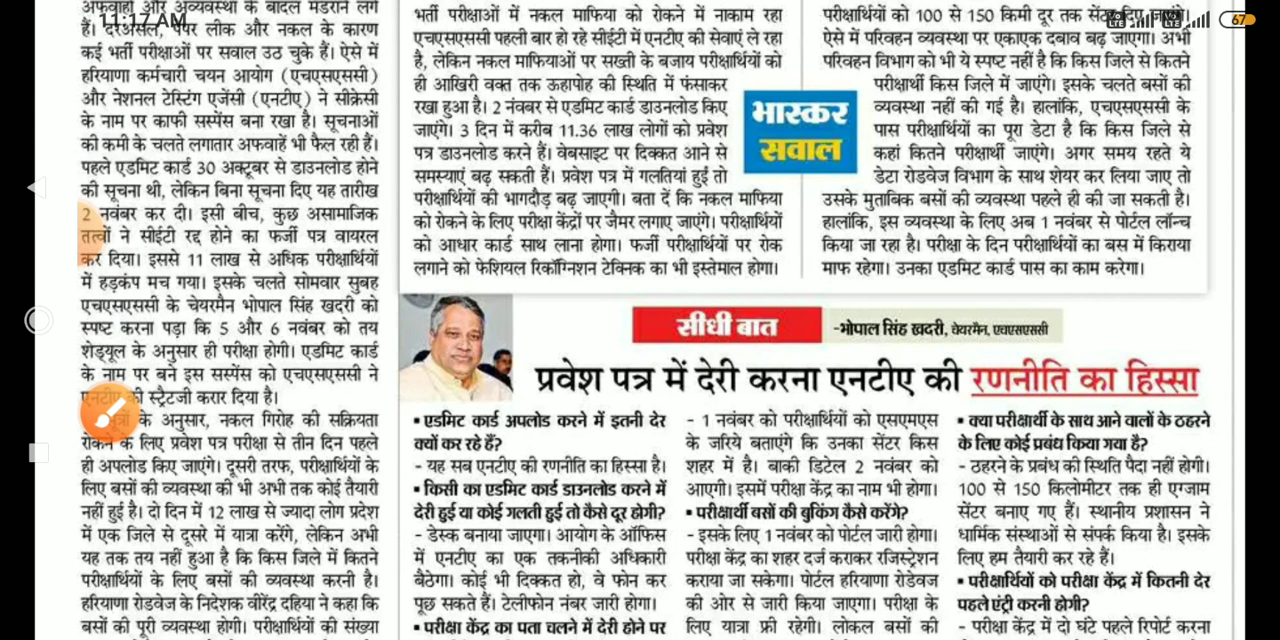 11:17 AM
67
अफवाहों और अव्यवस्था के बादल मंडराने लगे
हैं। दरअसल, पेपर लीक और नकल के कारण
कई भर्ती परीक्षाओं पर सवाल उठ चुके हैं। ऐसे में
हरियाणा कर्मचारी चयन आयोग (एचएसएससी)
और नेशनल टेस्टिंग एजेंसी (एनटीए) ने सीक्रेसी
के नाम पर काफी सस्पेंस बना रखा है। सूचनाओं
की कमी के चलते लगातार अफवाहें भी फैल रही हैं।
पहले एडमिट कार्ड 30 अक्टूबर से डाउनलोड होने
की सूचना थी, लेकिन बिना सूचना दिए यह तारीख
2 नवंबर कर दी। इसी बीच, कुछ असामाजिक
तत्वों ने सीईटी रद्द होने का फर्जी पत्र वायरल
कर दिया। इससे 11 लाख से अधिक परीक्षार्थियों
में हड़कंप मच गया। इसके चलते सोमवार सुबह
एचएसएससी के चेयरमैन भोपाल सिंह खदरी को
स्पष्ट करना पड़ा कि 5 और 6 नवंबर को तय
शेड्यूल के अनुसार ही परीक्षा होगी। एडमिट कार्ड
के नाम पर बने इस सस्पेंस को एचएसएससी ने
एनटीए की स्ट्रैटजी करार दिया है।
के अनुसार, नकल गिरोह की सक्रियता
रोकने के लिए प्रवेश पत्र परीक्षा से तीन दिन पहले
ही अपलोड किए जाएंगे। दूसरी तरफ, परीक्षार्थियों के
लिए बसों की व्यवस्था की भी अभी तक कोई तैयारी
नहीं हुई है। दो दिन में 12 लाख से ज्यादा लोग प्रदेश
में एक जिले से दूसरे में यात्रा करेंगे, लेकिन अभी
यह तक तय नहीं हुआ है कि किस जिले में कितने
परीक्षार्थियों के लिए बसों की व्यवस्था करनी है।
हरियाणा रोडवेज के निदेशक वीरेंद्र दहिया ने कहा कि
बसों की पूरी व्यवस्था होगी। परीक्षार्थियों की संख्या
भर्ती परीक्षाओं में नकल माफिया को रोकने में नाकाम रहा
एचएसएससी पहली बार हो रहे सीईटी में एनटीए की सेवाएं ले रहा
है, लेकिन नकल माफियाओं पर सख्ती के बजाय परीक्षार्थियों को
ही आखिरी वक्त तक ऊहापोह की स्थिति में फंसाकर
रखा हुआ है। 2 नंवबर से एडमिट कार्ड डाउनलोड किए
जाएंगे। 3 दिन में करीब 11.36 लाख लोगों को प्रवेश
पत्र डाउनलोड करने हैं। वेबसाइट पर दिक्कत आने से
समस्याएं बढ़ सकती हैं। प्रवेश पत्र में गलतियां हुईं तो
परीक्षार्थियों की भागदौड़ बढ़ जाएगी। बता दें कि नकल माफिया
को रोकने के लिए परीक्षा केंद्रों पर जैमर लगाए जाएंगे। परीक्षार्थियों
को आधार कार्ड साथ लाना होगा। फर्जी परीक्षार्थियों पर रोक
लगाने को फेशियल रिकॉग्निशन टेक्निक का भी इस्तेमाल होगा।
भास्कर
सवाल
परीक्षार्थियों को 100 से 150 किमी दूर तक सेंटर दिए जाएंगे।
ऐसे में परिवहन व्यवस्था पर एकाएक दबाव बढ़ जाएगा। अभी
परिवहन विभाग को भी ये स्पष्ट नहीं है कि किस जिले से कितने
परीक्षार्थी किस जिले में जाएंगे। इसके चलते बसों की
व्यवस्था नहीं की गई है। हालांकि, एचएसएससी के
पास परीक्षार्थियों का पूरा डेटा है कि किस जिले से
कहां कितने परीक्षार्थी जाएंगे। अगर समय रहते ये
डेटा रोडवेज विभाग के साथ शेयर कर लिया जाए तो
उसके मुताबिक बसों की व्यवस्था पहले ही की जा सकती है।
हालांकि, इस व्यवस्था के लिए अब 1 नवंबर से पोर्टल लॉन्च
किया जा रहा है। परीक्षा के दिन परीक्षार्थियों का बस में किराया
माफ रहेगा। उनका एडमिट कार्ड पास का काम करेगा।
सीधी बात
-भोपाल सिंह खदरी, चेयरमैन, एचएसएससी
प्रवेश पत्र में देरी करना एनटीए की रणनीति का हिस्सा
▪ एडमिट कार्ड अपलोड करने में इतनी देर
क्यों कर रहे हैं?
- यह सब एनटीए की रणनीति का हिस्सा है।
▪ किसी का एडमिट कार्ड डाउनलोड करने में
देरी हुई या कोई गलती हुई तो कैसे दूर होगी?
- डेस्क बनाया जाएगा। आयोग के ऑफिस
में एनटीए का एक तकनीकी अधिकारी
बैठेगा। कोई भी दिक्कत हो, वे फोन कर
पूछ सकते हैं। टेलीफोन नंबर जारी होगा।
▪ परीक्षा केंद्र का पता चलने में देरी होने पर
- 1 नवंबर को परीक्षार्थियों को एसएमएस
के जरिये बताएंगे कि उनका सेंटर किस
शहर में है। बाकी डिटेल 2 नवंबर को
आएगी। इसमें परीक्षा केंद्र का नाम भी होगा।
▪ परीक्षार्थी बसों की बुकिंग कैसे करेंगे?
- इसके लिए 1 नवंबर को पोर्टल जारी होगा।
परीक्षा केंद्र का शहर दर्ज कराकर रजिस्ट्रेशन
कराया जा सकेगा। पोर्टल हरियाणा रोडेवज
की ओर से जारी किया जाएगा। परीक्षा के
लिए यात्रा फ्री रहेगी। लोकल बसों की
▪ क्या परीक्षार्थी के साथ आने वालों के ठहरने
के लिए कोई प्रबंध किया गया है?
- ठहरने के प्रबंध की स्थिति पैदा नहीं होगी।
100 से 150 किलोमीटर तक ही एग्जाम
सेंटर बनाए गए हैं। स्थानीय प्रशासन ने
धार्मिक संस्थाओं से संपर्क किया है। इसके
लिए हम तैयारी कर रहे हैं।
▪ परीक्षार्थियों को परीक्षा केंद्र में कितनी देर
पहले एंट्री करनी होगी?
- परीक्षा केंद्र में दो घंटे पहले रिपोर्ट करना